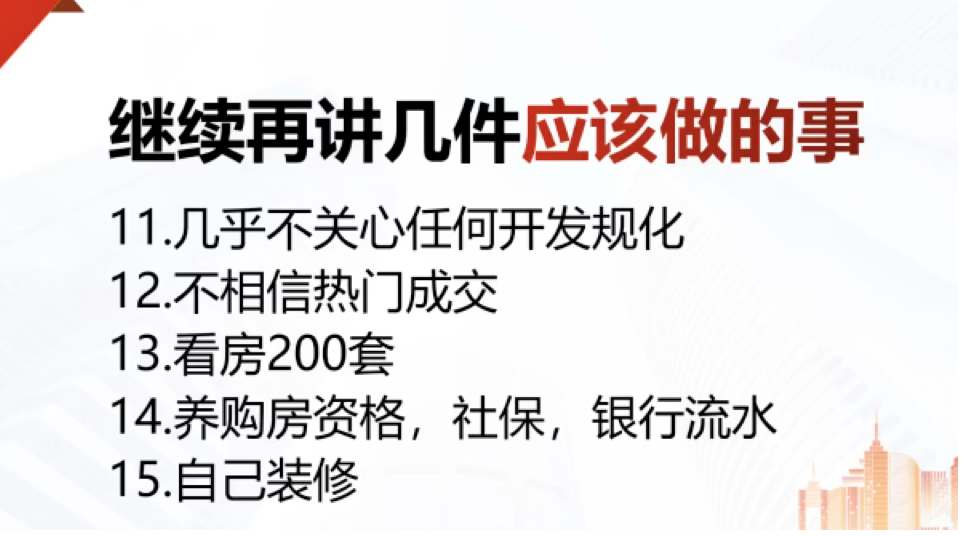 继续再讲几件应该做的事
11.几乎不关心任何开发规化
12.不相信热门成交
13.看房200套
14.养购房资格，社保，银行流水
15.自己装修